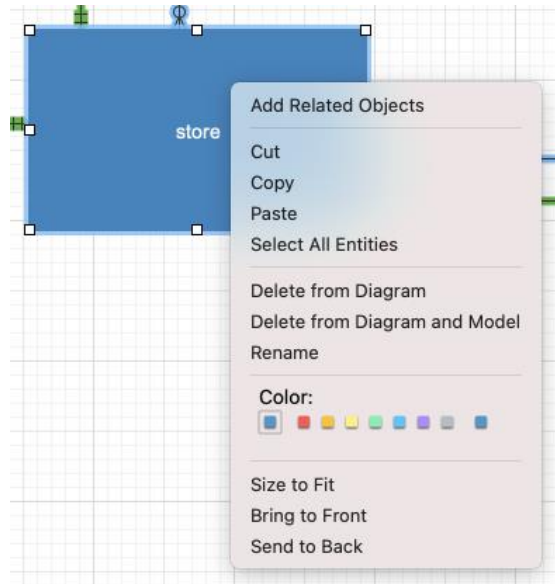 store
Add Related Objects
Cut
Copy
Paste
Select All Entities
Delete from Diagram
Delete from Diagram and Model
Rename
Color:
Size to Fit
Bring to Front
Send to Back